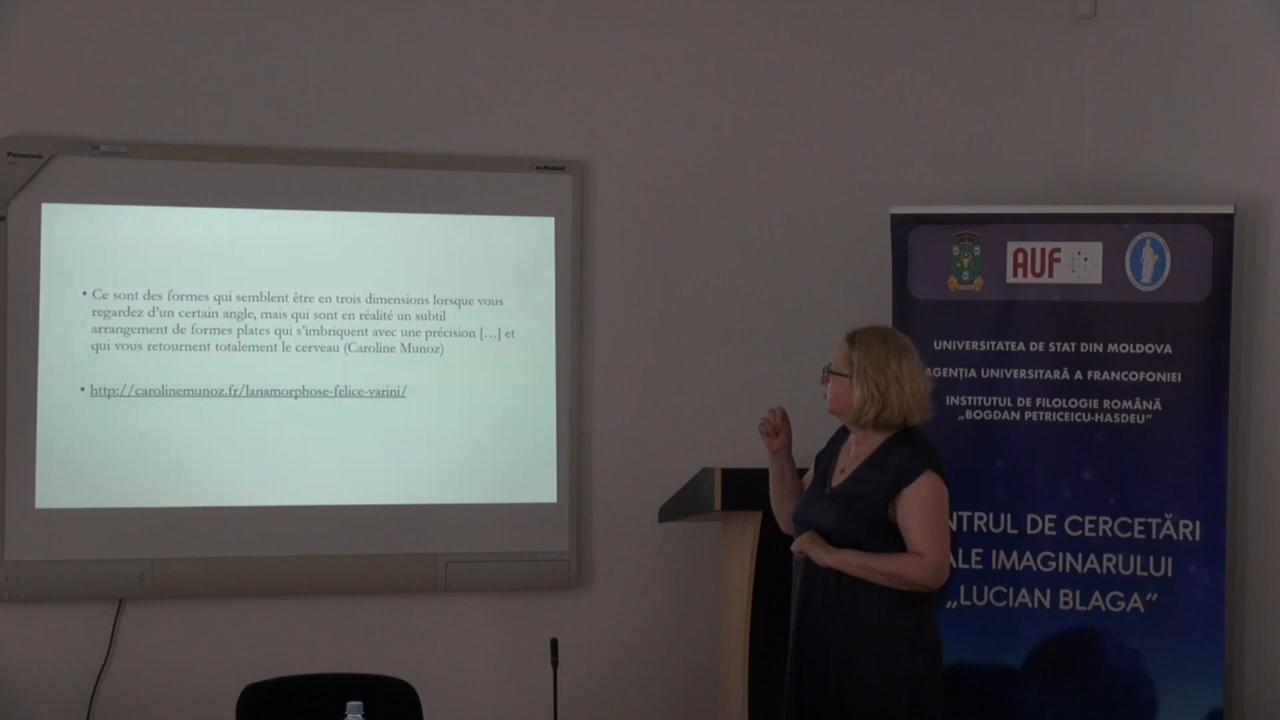 Panasonic
• Ce sont des formes qui semblent être en trois dimensions lorsque vous
regardez d'un certain angle, mais qui sont en réalité un subtil
arrangement de formes plates qui s'imbriquent avec une précision […] et
qui vous retournent totalement le cerveau (Caroline Munoz)
• http://carolinemunoz.fr/lanamorphose-felice-varini/
AUF
UNIVERSITATEA DE STAT DIN MOLDOVA
AGENȚIA UNIVERSITARĂ A FRANCOFONIEI
INSTITUTUL DE FILOLOGIE ROMÂNĂ
„BOGDAN PETRICEICU-HASDEU"
NTRUL DE CERCETĂRI
ALE IMAGINARULUI
„LUCIAN BLAGA"